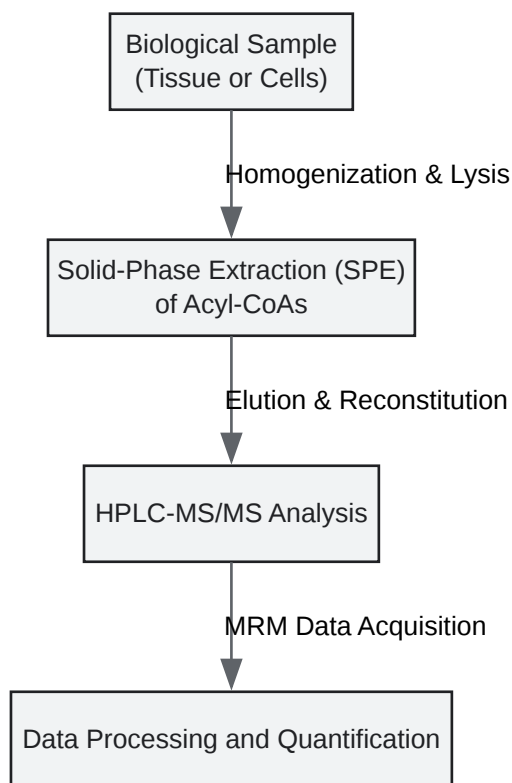 Biological Sample
(Tissue or Cells)
Homogenization & Lysis
Solid-Phase Extraction (SPE)
of Acyl-CoAs
Elution & Reconstitution
HPLC-MS/MS Analysis
MRM Data Acquisition
Data Processing and Quantification